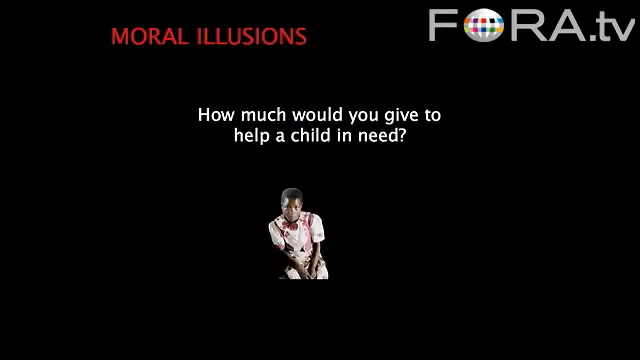 FORA.tv
MORAL ILLUSIONS
How much would you give to
help a child in need?